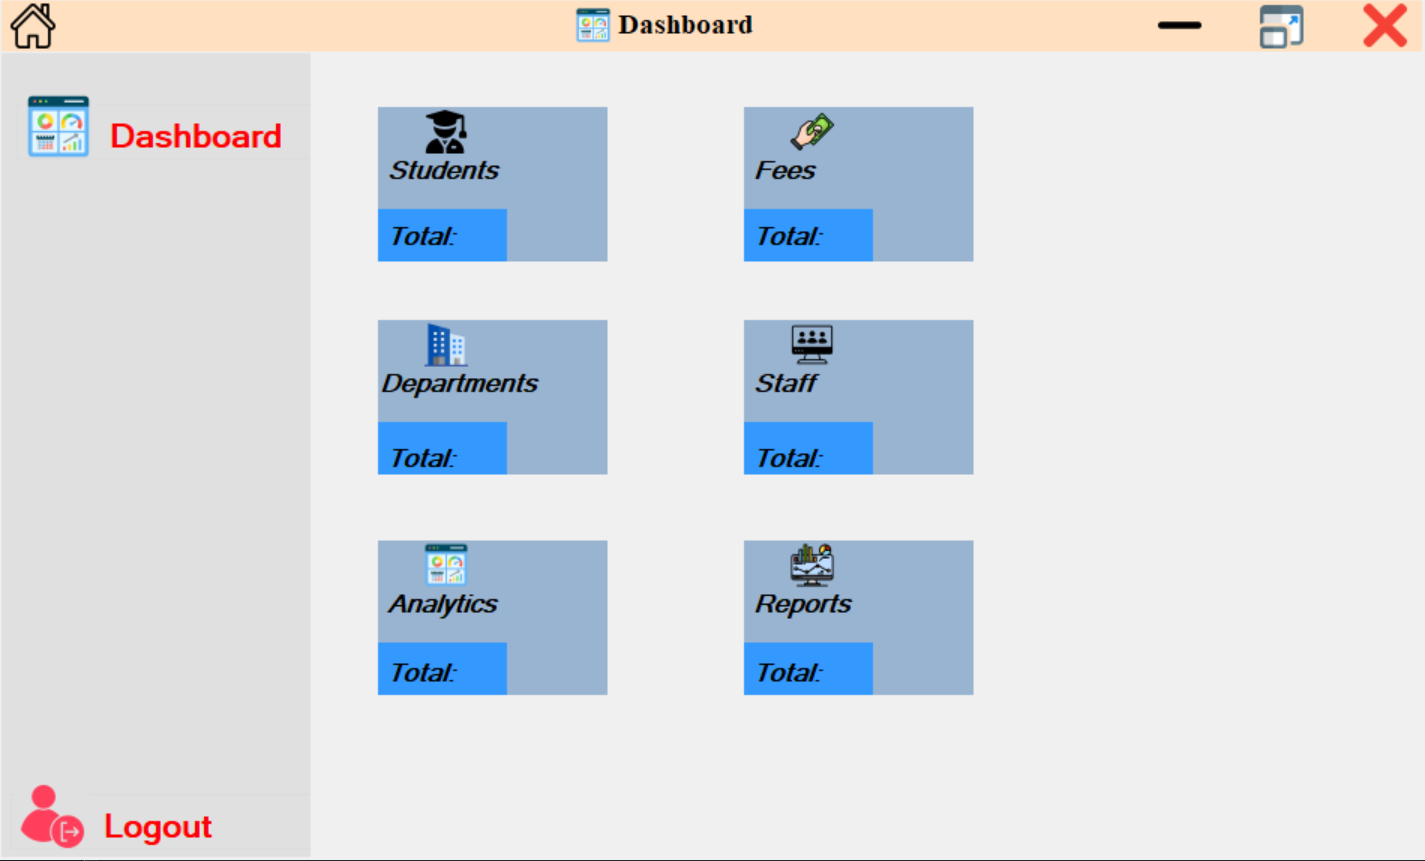 Dashboard
Dashboard
Students
Total:
Fees
Total:
Departments
Total:
Staff
Total:
Analytics
Total:
Reports
Total:
Logout